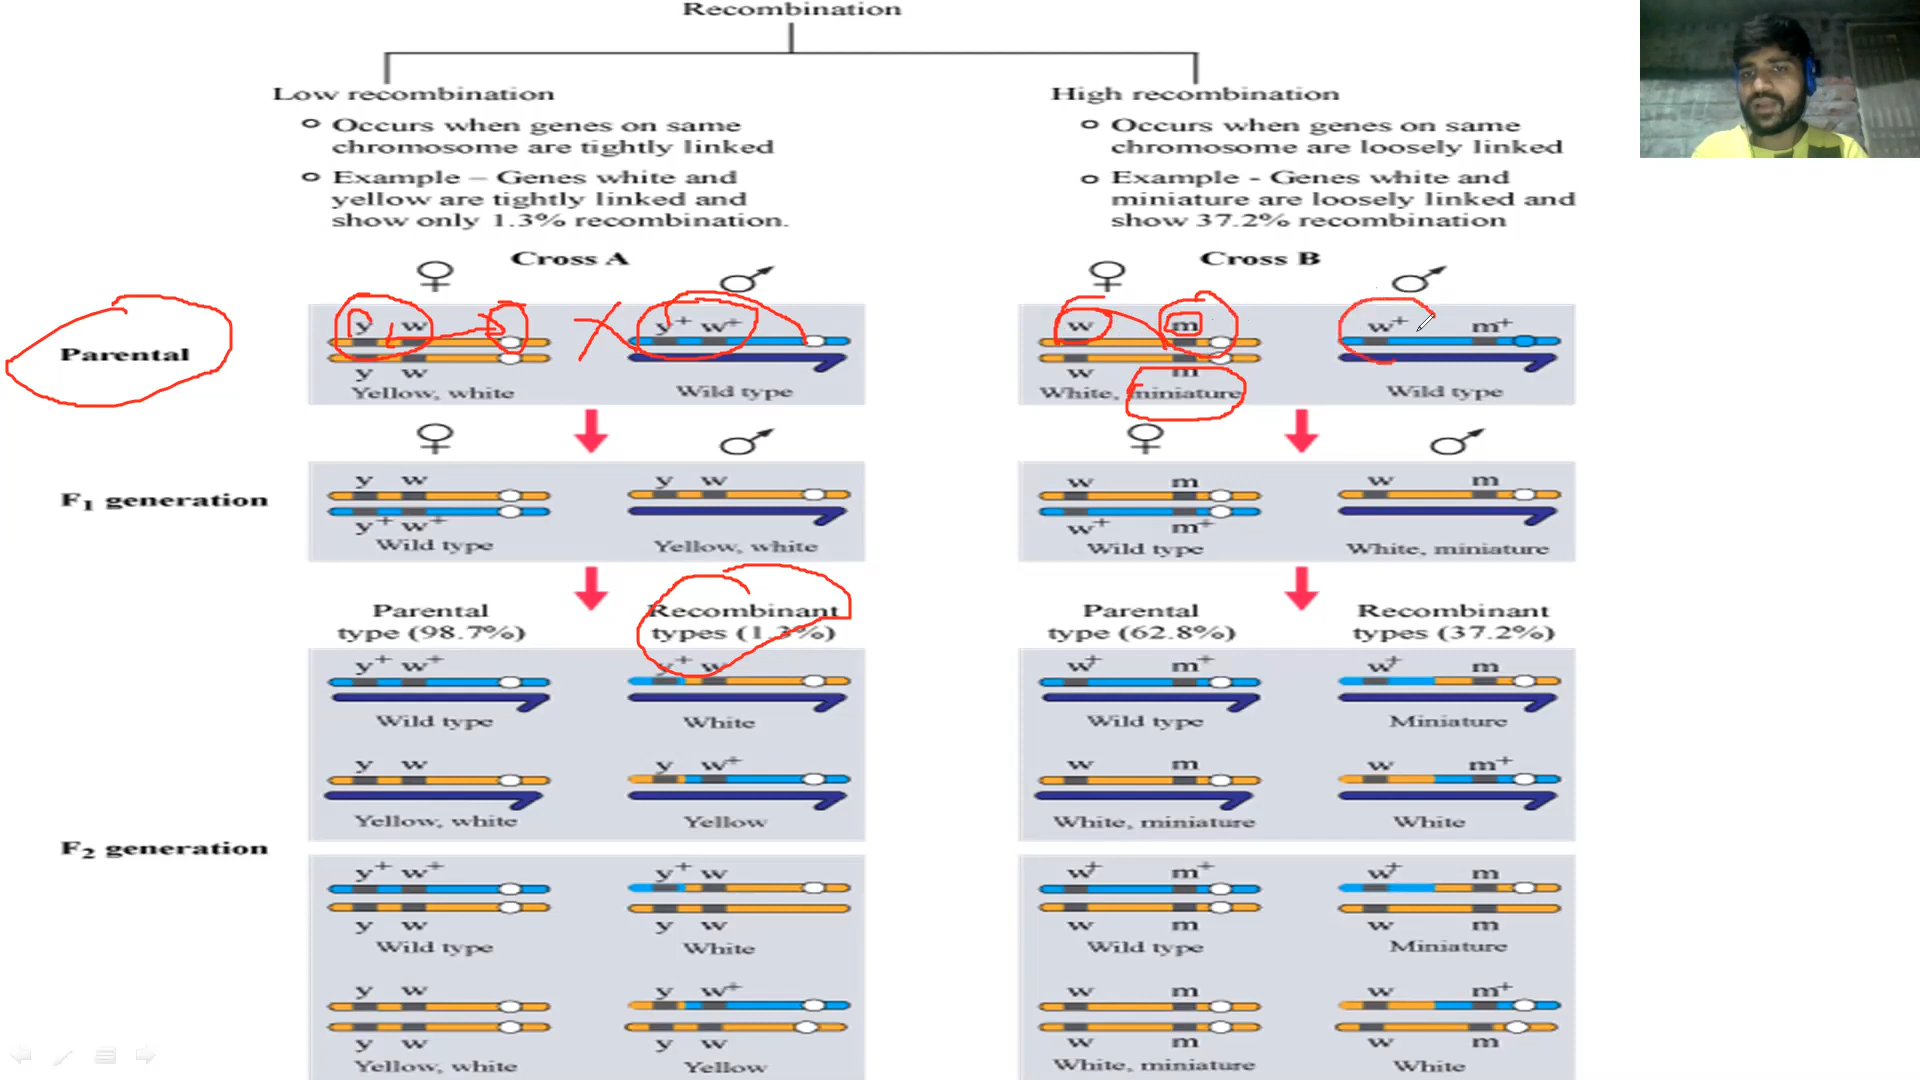 Recombination
Low recombination
Occurs when genes on same
chromosome are tightly linked
Example – Genes white and
yellow are tightly linked and
show only 1.3% recombination.
High recombination
Occurs when genes on same
chromosome are loosely linked
Example - Genes white and
miniature are loosely linked and
show 37.2% recombination
Cross A
♀ ♂
Parental
y w
y w
Yellow, white
y+ w+
Wild type
Cross B
♀ ♂
w m
w m
White, miniature
w+ m+
Wild type
F1 generation
♀ ♂
y w
y+ w+
Wild type
y w
Yellow, white
♀ ♂
w m
w+ m+
Wild type
w m
White, miniature
F2 generation
Parental
type (98.7%)
Recombinant
types (1.3%)
y+ w+
Wild type
y+ w
White
y w
Yellow, white
y w+
Yellow
y+ w+
y w
Wild type
y+ w
y w
White
y w
y w
Yellow, white
y w+
y w
Yellow
Parental
type (62.8%)
Recombinant
types (37.2%)
w+ m+
Wild type
w+ m
Miniature
w m
White, miniature
w m+
White
w+ m+
w m
Wild type
w+ m
w m
Miniature
w m
w m
White, miniature
w m+
w m
White